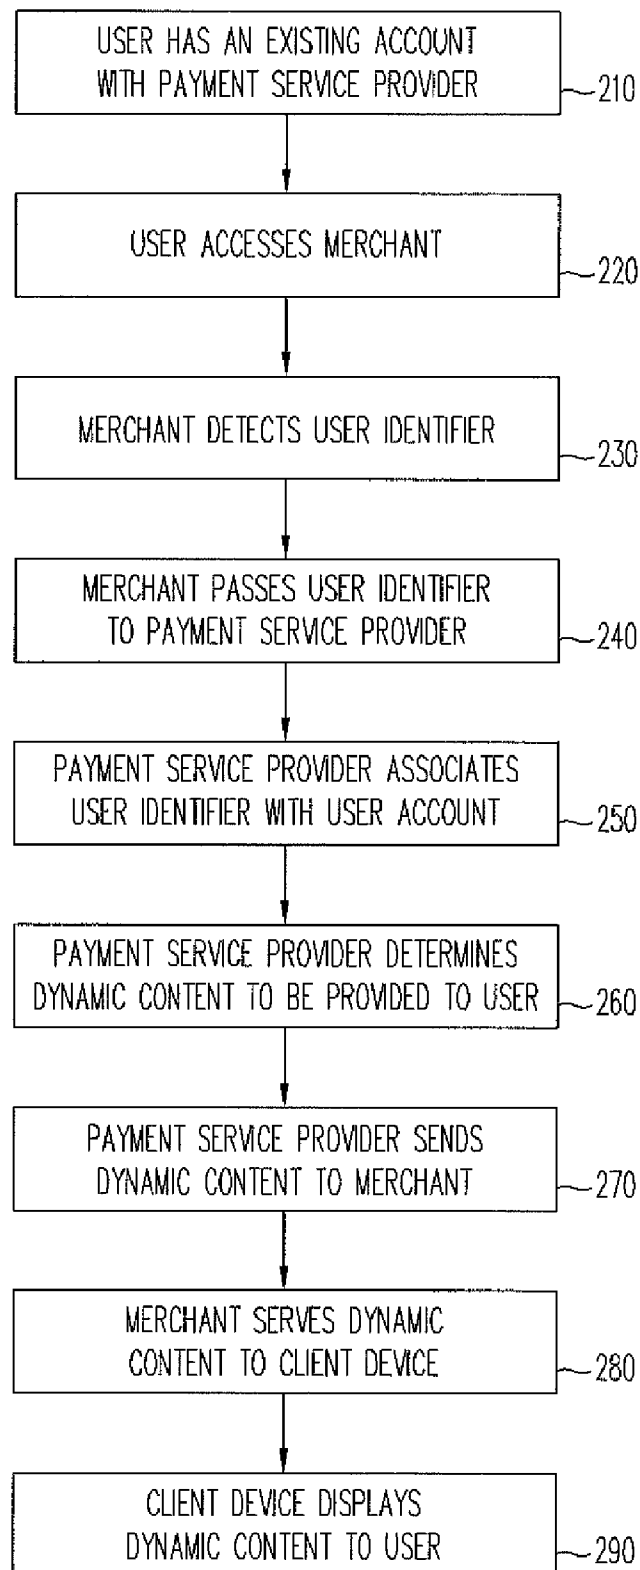 USER HAS AN EXISTING ACCOUNT
WITH PAYMENT SERVICE PROVIDER
210
USER ACCESSES MERCHANT
220
MERCHANT DETECTS USER IDENTIFIER
230
MERCHANT PASSES USER IDENTIFIER
TO PAYMENT SERVICE PROVIDER
240
PAYMENT SERVICE PROVIDER ASSOCIATES
USER IDENTIFIER WITH USER ACCOUNT
250
PAYMENT SERVICE PROVIDER DETERMINES
DYNAMIC CONTENT TO BE PROVIDED TO USER
260
PAYMENT SERVICE PROVIDER SENDS
DYNAMIC CONTENT TO MERCHANT
270
MERCHANT SERVES DYNAMIC
CONTENT TO CLIENT DEVICE
280
CLIENT DEVICE DISPLAYS
DYNAMIC CONTENT TO USER
290